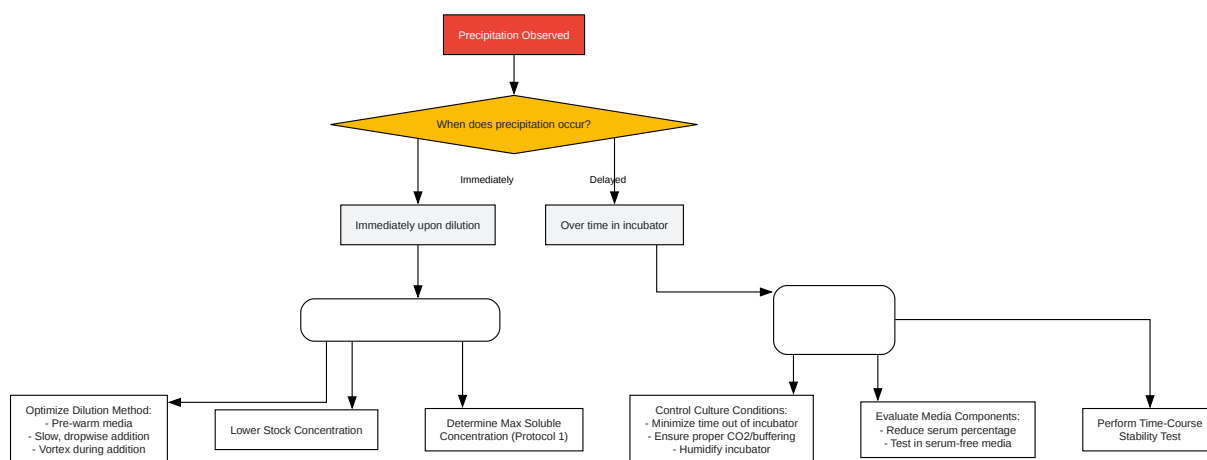 Precipitation Observed
When does precipitation occur?
Immediately
Delayed
Immediately upon dilution
Over time in incubator
Optimize Dilution Method:
- Pre-warm media
- Slow, dropwise addition
- Vortex during addition
Lower Stock Concentration
Determine Max Soluble
Concentration (Protocol 1)
Control Culture Conditions:
- Minimize time out of incubator
- Ensure proper CO2/buffering
- Humidify incubator
Evaluate Media Components:
- Reduce serum percentage
- Test in serum-free media
Perform Time-Course
Stability Test